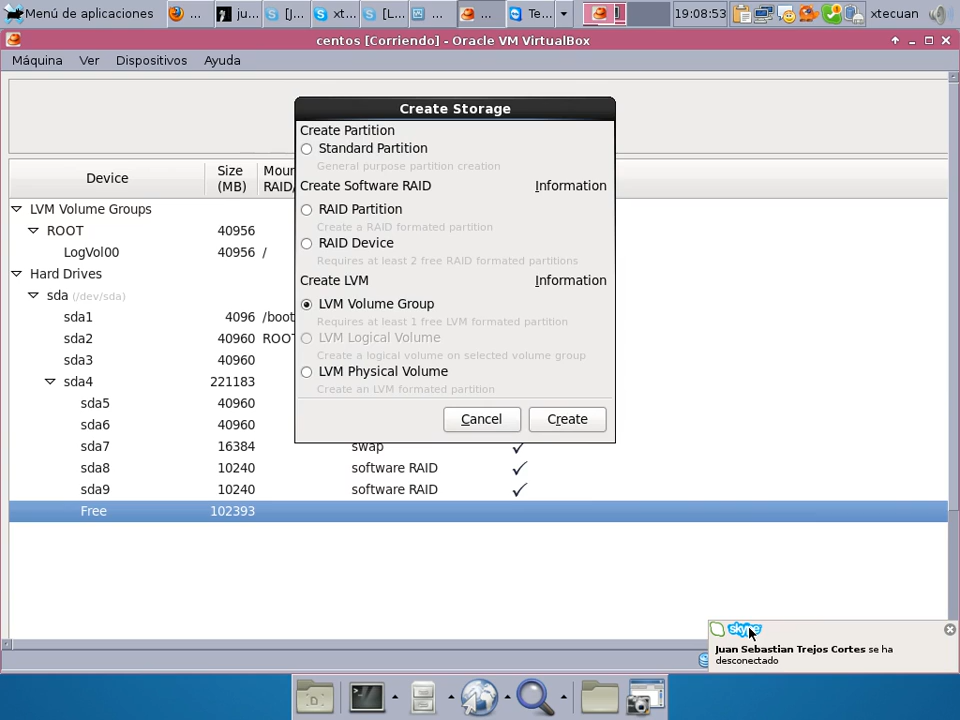 Menú de aplicaciones
...
ju...
[J...
xt...
[L...
...
...
Te...
19:08:53
xtecuan
centos [Corriendo] - Oracle VM VirtualBox
Máquina Ver Dispositivos Ayuda
Create Storage
Create Partition
Standard Partition
General purpose partition creation
Create Software RAID Information
RAID Partition
Create a RAID formated partition
RAID Device
Requires at least 2 free RAID formated partitions
Create LVM Information
LVM Volume Group
Requires at least 1 free LVM formated partition
LVM Logical Volume
Create a logical volume on selected volume group
LVM Physical Volume
Create an LVM formated partition
Cancel Create
Device
Size
(MB)
Moun
RAID/
LVM Volume Groups
ROOT 40956
LogVol00 40956 /
Hard Drives
sda (/dev/sda)
sda1 4096 /boot
sda2 40960 ROOT
sda3 40960
sda4 221183
sda5 40960
sda6 40960
sda7 16384 swap ✓
sda8 10240 software RAID ✓
sda9 10240 software RAID ✓
Free 102393
skype
Juan Sebastian Trejos Cortes se ha
desconectado
D